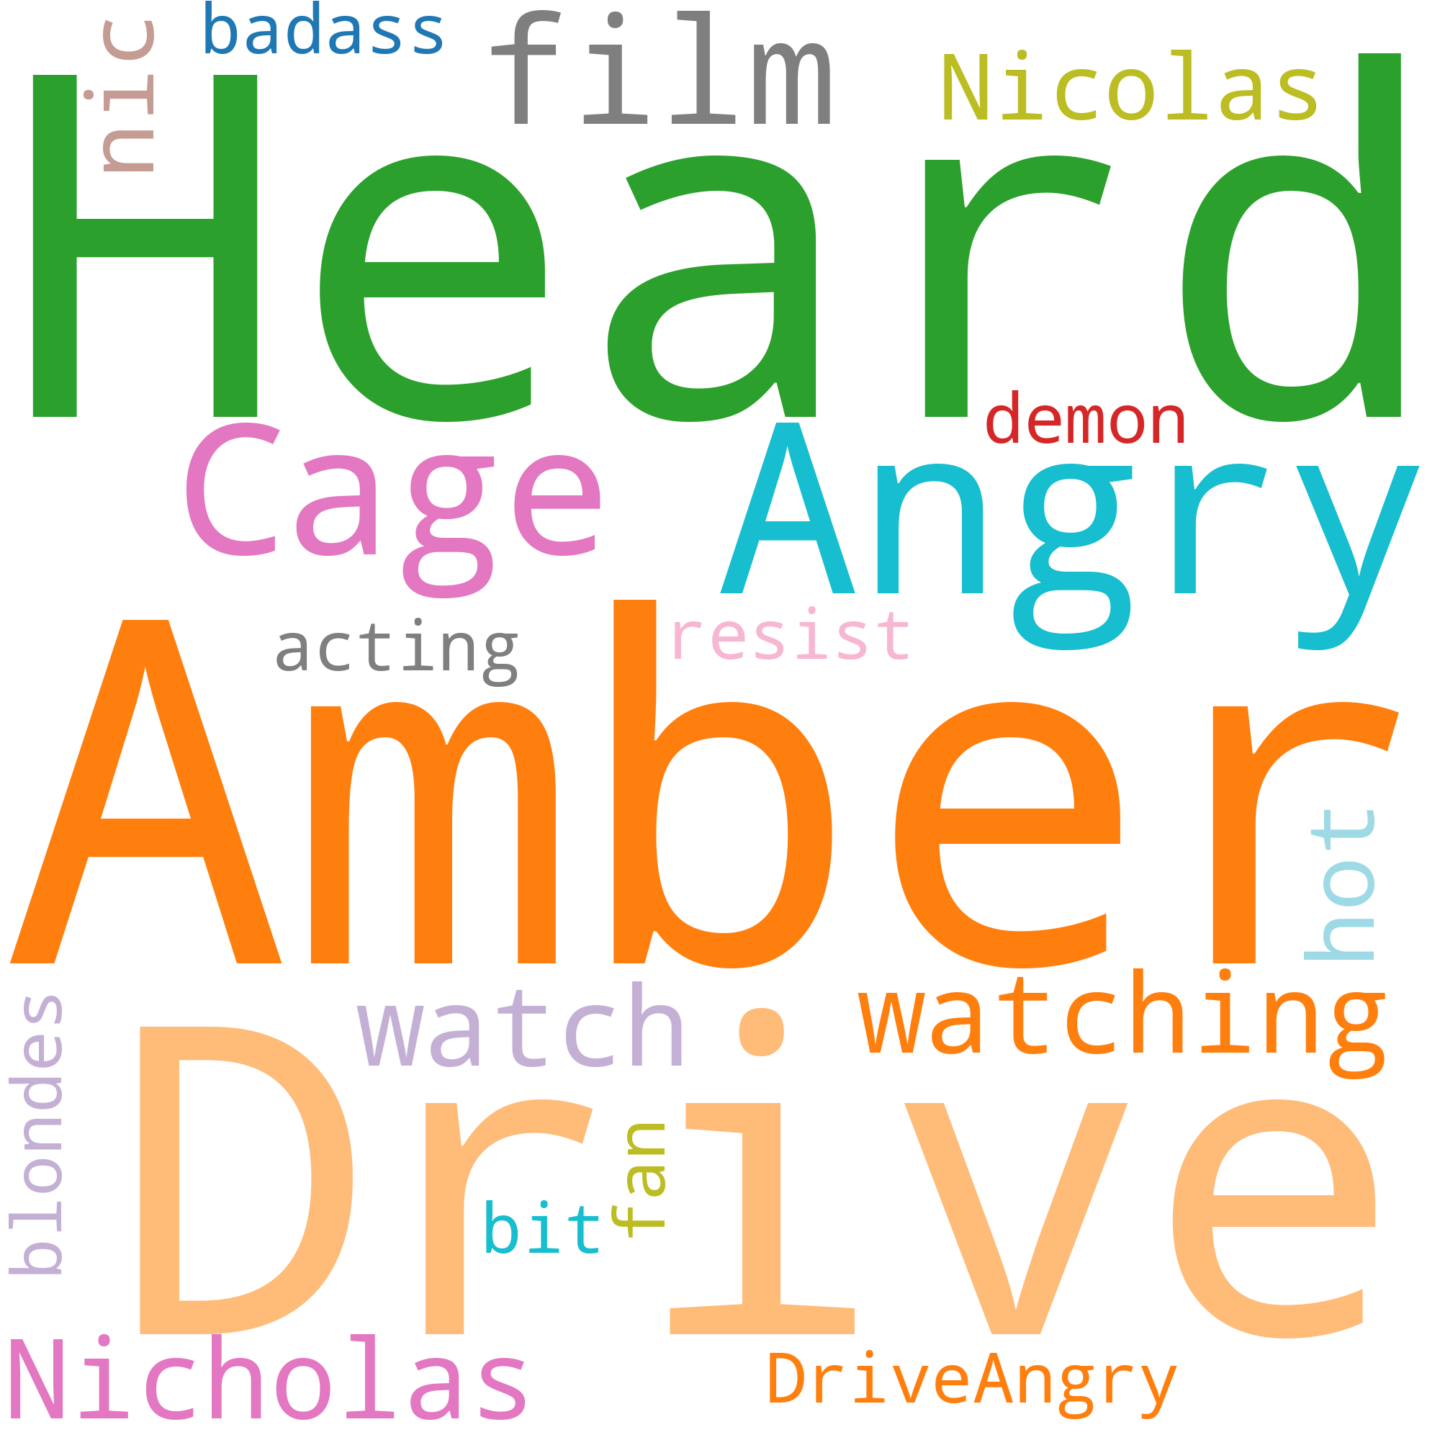 badass
film
nic
Nicolas
Heard
demon
Cage
Angry
acting
resist
Amber
hot
watch
watching
blondes
Drive
fan
bit
Nicholas
DriveAngry